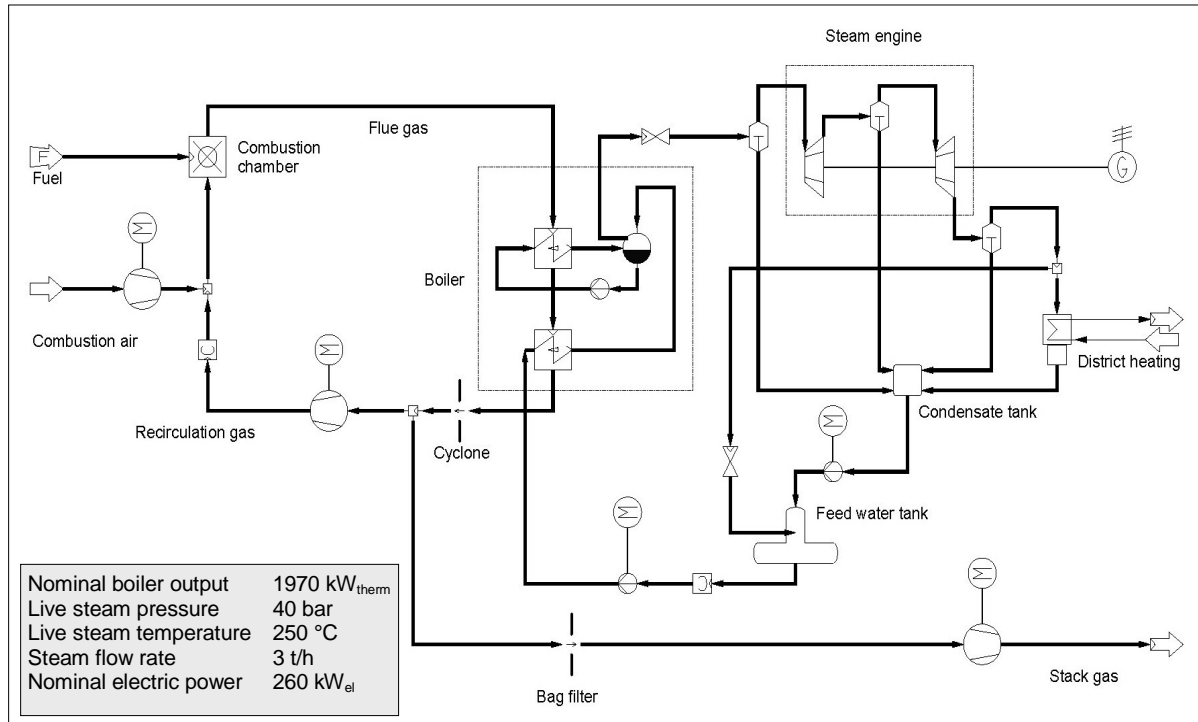 Steam engine
Flue gas
F
Fuel
Combustion
chamber
T
T
G
M
Combustion air
Boiler
T
M
C
District heating
Recirculation gas
Cyclone
Condensate tank
M
M
Feed water tank
C
M
Nominal boiler output 1970 kWtherm
Live steam pressure 40 bar
Live steam temperature 250 °C
Steam flow rate 3 t/h
Nominal electric power 260 kWel
Bag filter
Stack gas